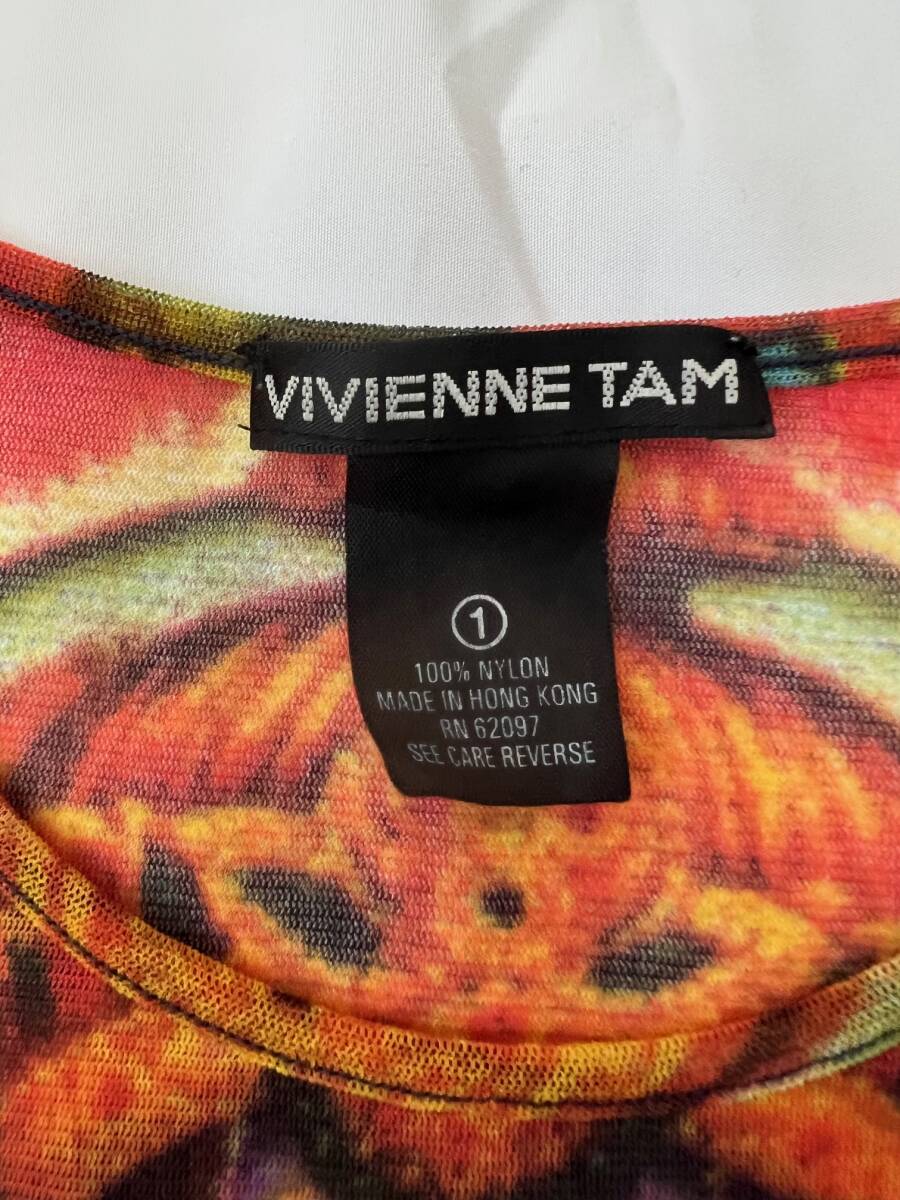 VIVIENNE TAM
1
100% NYLON
MADE IN HONG KONG
RN 62097
SEE CARE REVERSE